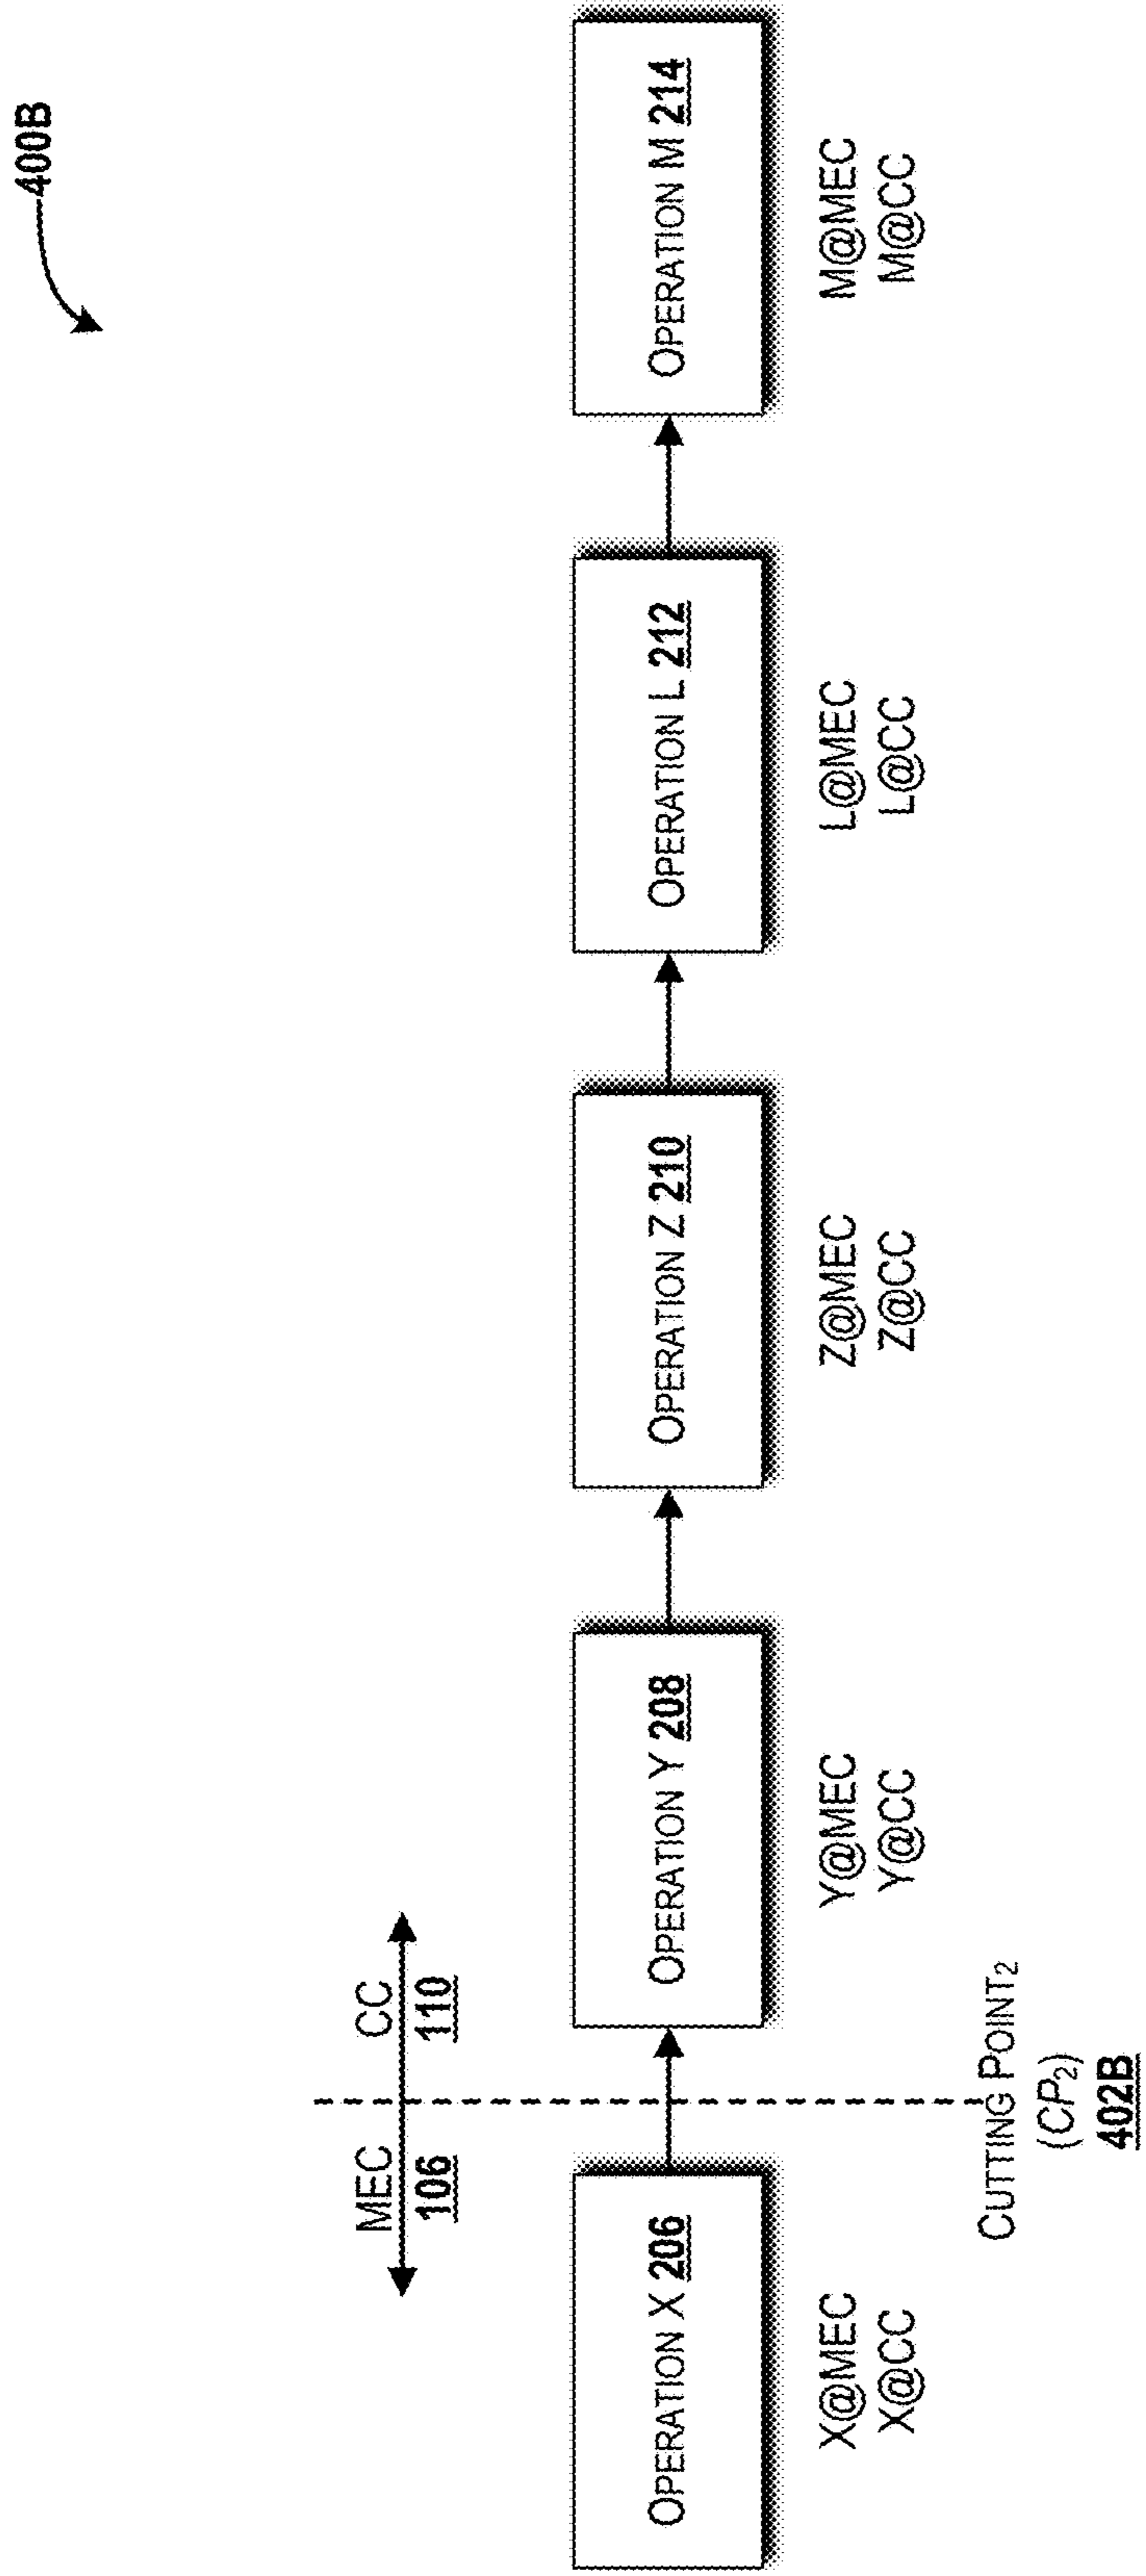 400B
MEC CC
106 110
OPERATION X 206
OPERATION Y 208
OPERATION Z 210
OPERATION L 212
OPERATION M 214
X@MEC
X@CC
Y@MEC
Y@CC
Z@MEC
Z@CC
L@MEC
L@CC
M@MEC
M@CC
CUTTING POINT₂
(CP₂)
402B